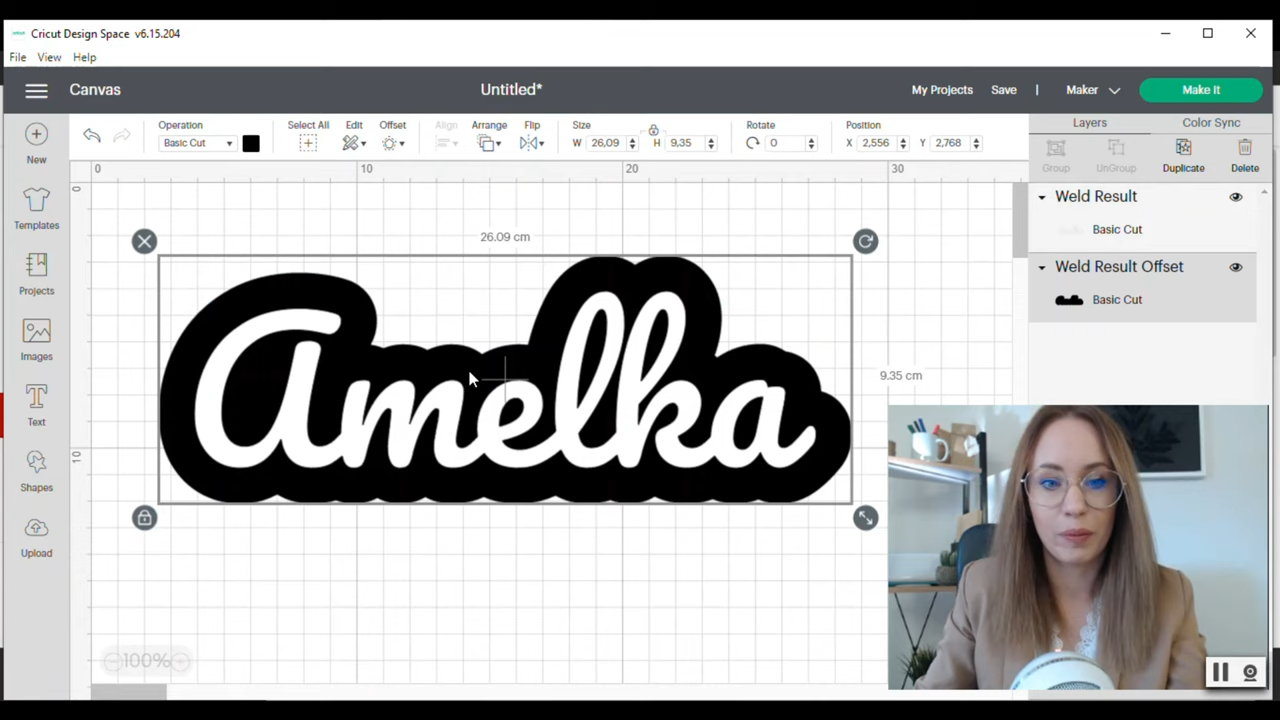 Cricut Design Space v6.15.204
File View Help
Canvas Untitled* My Projects Save | Maker Make It
Operation Select All Edit Offset Align Arrange Flip Size Rotate Position
Basic Cut W 26,09 H 9,35 0 X 2,556 Y 2,768
Layers Color Sync
Group UnGroup Duplicate Delete
New
Templates
Projects
Images
Text
Shapes
Upload
0 10 20 30
0
10
26.09 cm
Amelka
9.35 cm
100%
Weld Result
Basic Cut
Weld Result Offset
Basic Cut